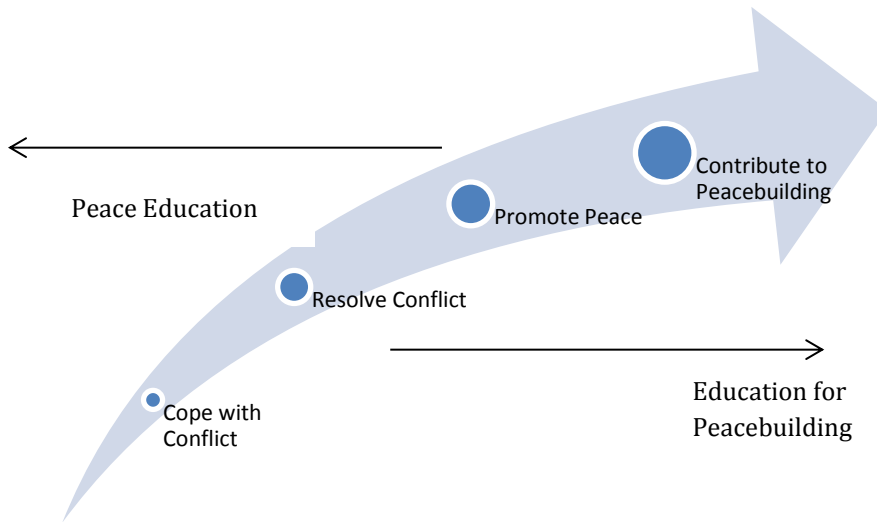 Contribute to
Peacebuilding
Peace Education
Promote Peace
Resolve Conflict
Education for
Peacebuilding
Cope with
Conflict